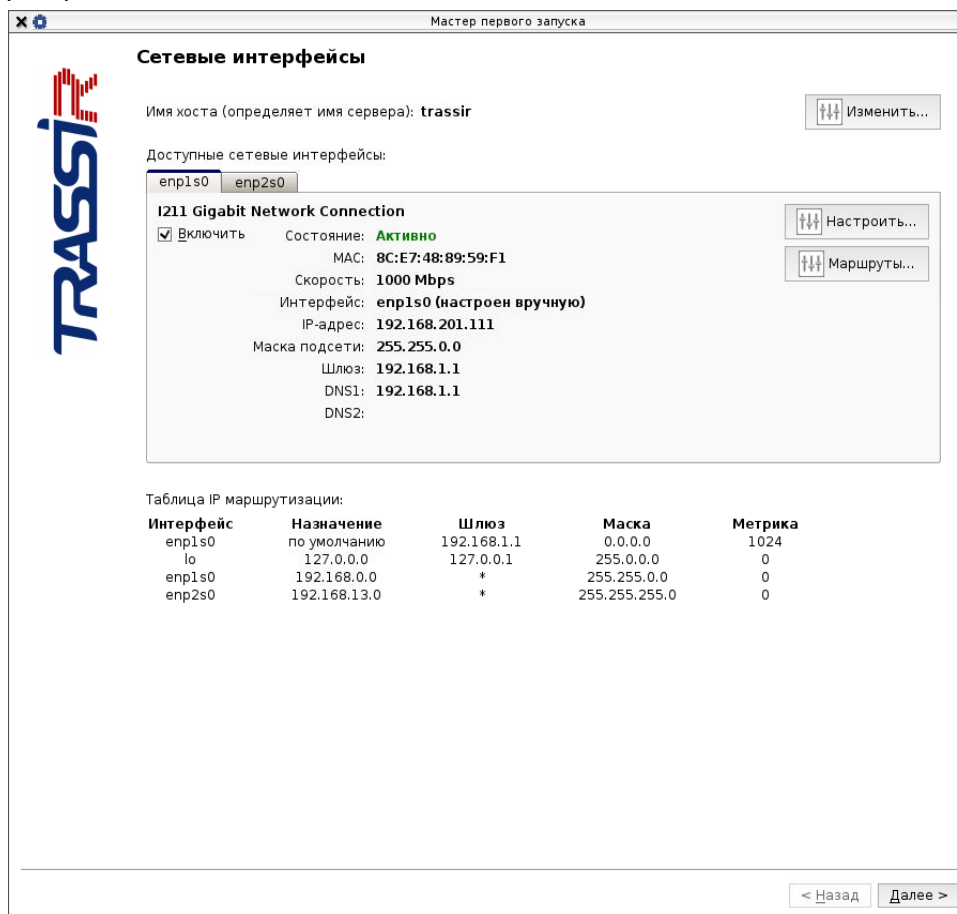 Мастер первого запуска
TRASSIR
Сетевые интерфейсы
Имя хоста (определяет имя сервера): trassir
Изменить...
Доступные сетевые интерфейсы:
enp1s0 enp2s0
I211 Gigabit Network Connection
Настроить...
Включить Состояние: Активно
MAC: 8C:E7:48:89:59:F1
Маршруты...
Скорость: 1000 Mbps
Интерфейс: enp1s0 (настроен вручную)
IP-адрес: 192.168.201.111
Маска подсети: 255.255.0.0
Шлюз: 192.168.1.1
DNS1: 192.168.1.1
DNS2:
Таблица IP маршрутизации:
Интерфейс Назначение Шлюз Маска Метрика
enp1s0 по умолчанию 192.168.1.1 0.0.0.0 1024
lo 127.0.0.0 127.0.0.1 255.0.0.0 0
enp1s0 192.168.0.0 * 255.255.0.0 0
enp2s0 192.168.13.0 * 255.255.255.0 0
< Назад Далее >